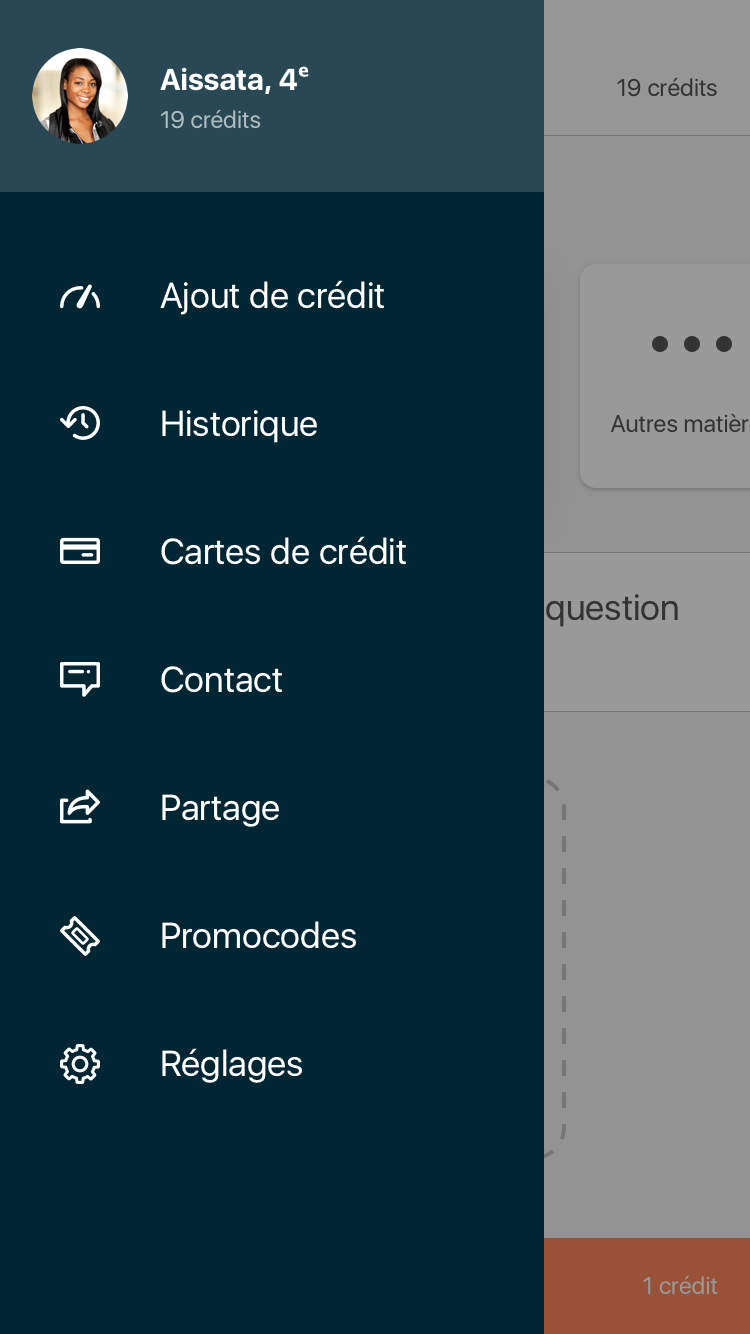 Aissata, 4ᵉ
19 crédits
19 crédits
Ajout de crédit
Historique
Cartes de crédit
Contact
Partage
Promocodes
Réglages
Autres matièr
question
1 crédit